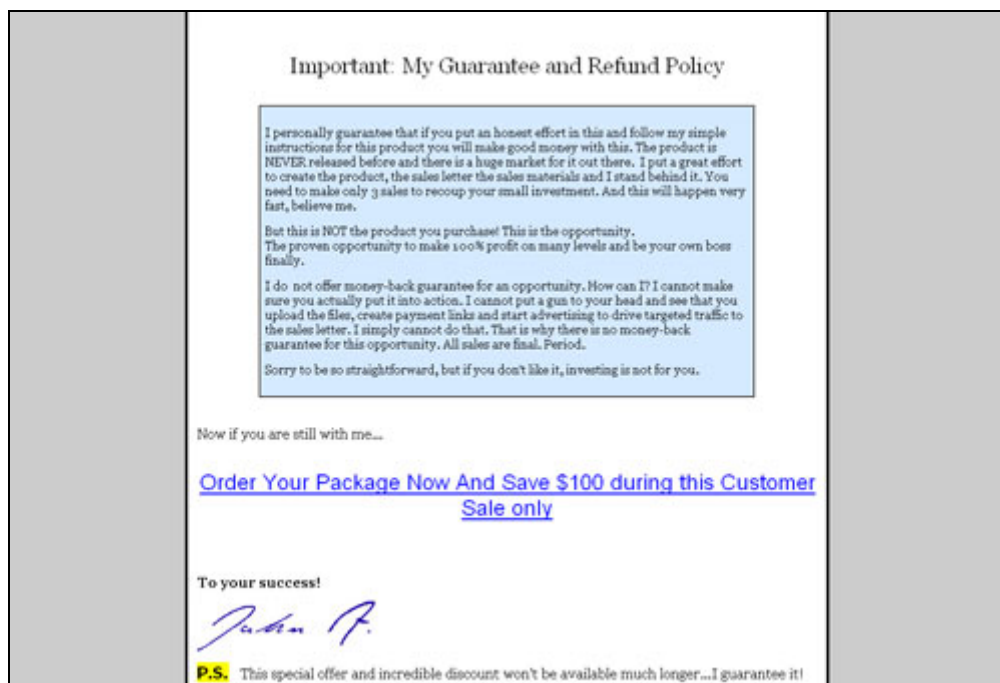 Important: My Guarantee and Refund Policy
I personally guarantee that if you put an honest effort in this and follow my simple
instructions for this product you will make good money with this. The product is
NEVER released before and there is a huge market for it out there. I put a great effort
to create the product, the sales letter the sales materials and I stand behind it. You
need to make only 3 sales to recoup your small investment. And this will happen very
fast, believe me.
But this is NOT the product you purchase! This is the opportunity.
The proven opportunity to make 100% profit on many levels and be your own boss
finally.
I do not offer money-back guarantee for an opportunity. How can I? I cannot make
sure you actually put it into action. I cannot put a gun to your head and see that you
upload the files, create payment links and start advertising to drive targeted traffic to
the sales letter. I simply cannot do that. That is why there is no money-back
guarantee for this opportunity. All sales are final. Period.
Sorry to be so straightforward, but if you don't like it, investing is not for you.
Now if you are still with me...
Order Your Package Now And Save $100 during this Customer
Sale only
To your success!
John F.
P.S. This special offer and incredible discount won't be available much longer...I guarantee it!